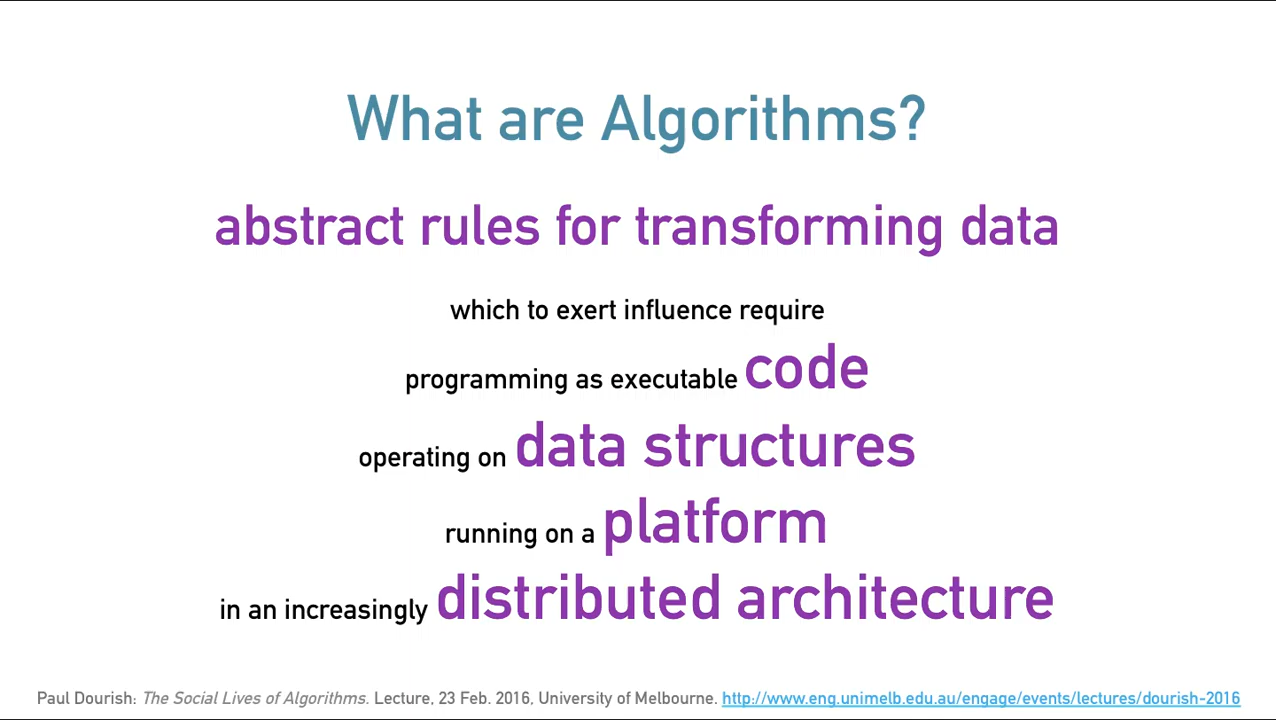 What are Algorithms?
abstract rules for transforming data
which to exert influence require
programming as executable code
operating on data structures
running on a platform
in an increasingly distributed architecture
Paul Dourish: The Social Lives of Algorithms. Lecture, 23 Feb. 2016, University of Melbourne. http://www.eng.unimelb.edu.au/engage/events/lectures/dourish-2016